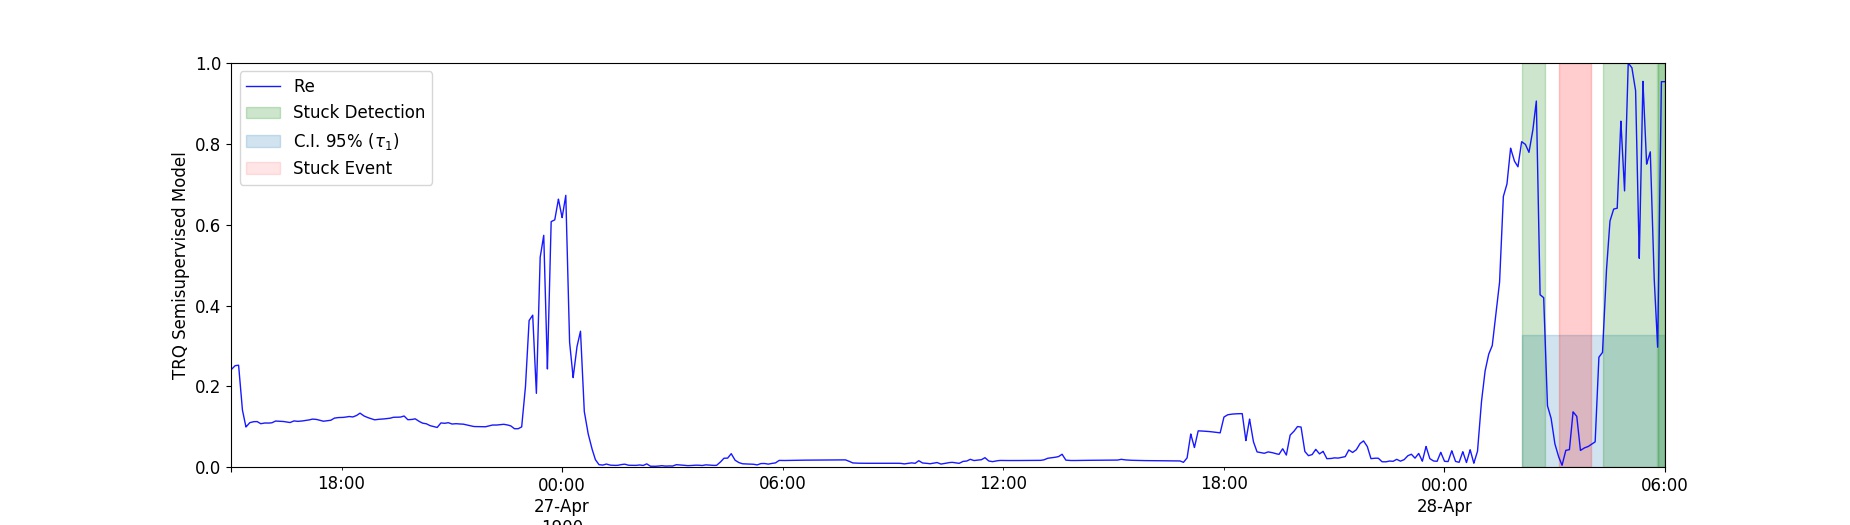 1.0
0.8
0.6
0.4
0.2
0.0
TRQ Semisupervised Model
Re
Stuck Detection
C.I. 95% (τ₁)
Stuck Event
18:00
00:00
27-Apr
1900
06:00
12:00
18:00
00:00
28-Apr
06:00